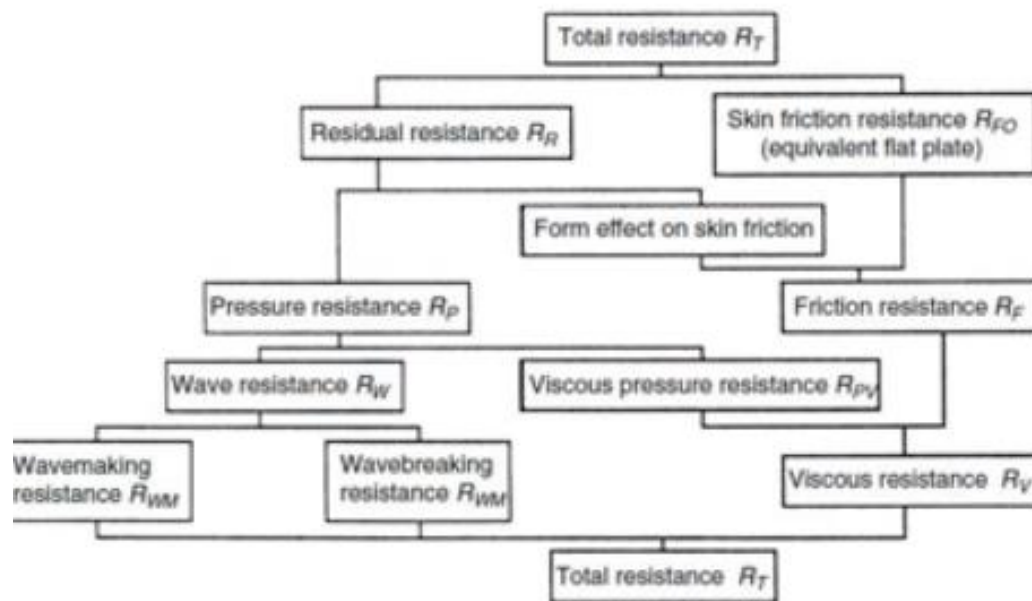 Total resistance R_T
Residual resistance R_R
Skin friction resistance R_FO
(equivalent flat plate)
Form effect on skin friction
Pressure resistance R_P
Friction resistance R_F
Wave resistance R_W
Viscous pressure resistance R_PV
Wavemaking
resistance R_WM
Wavebreaking
resistance R_WM
Viscous resistance R_V
Total resistance R_T